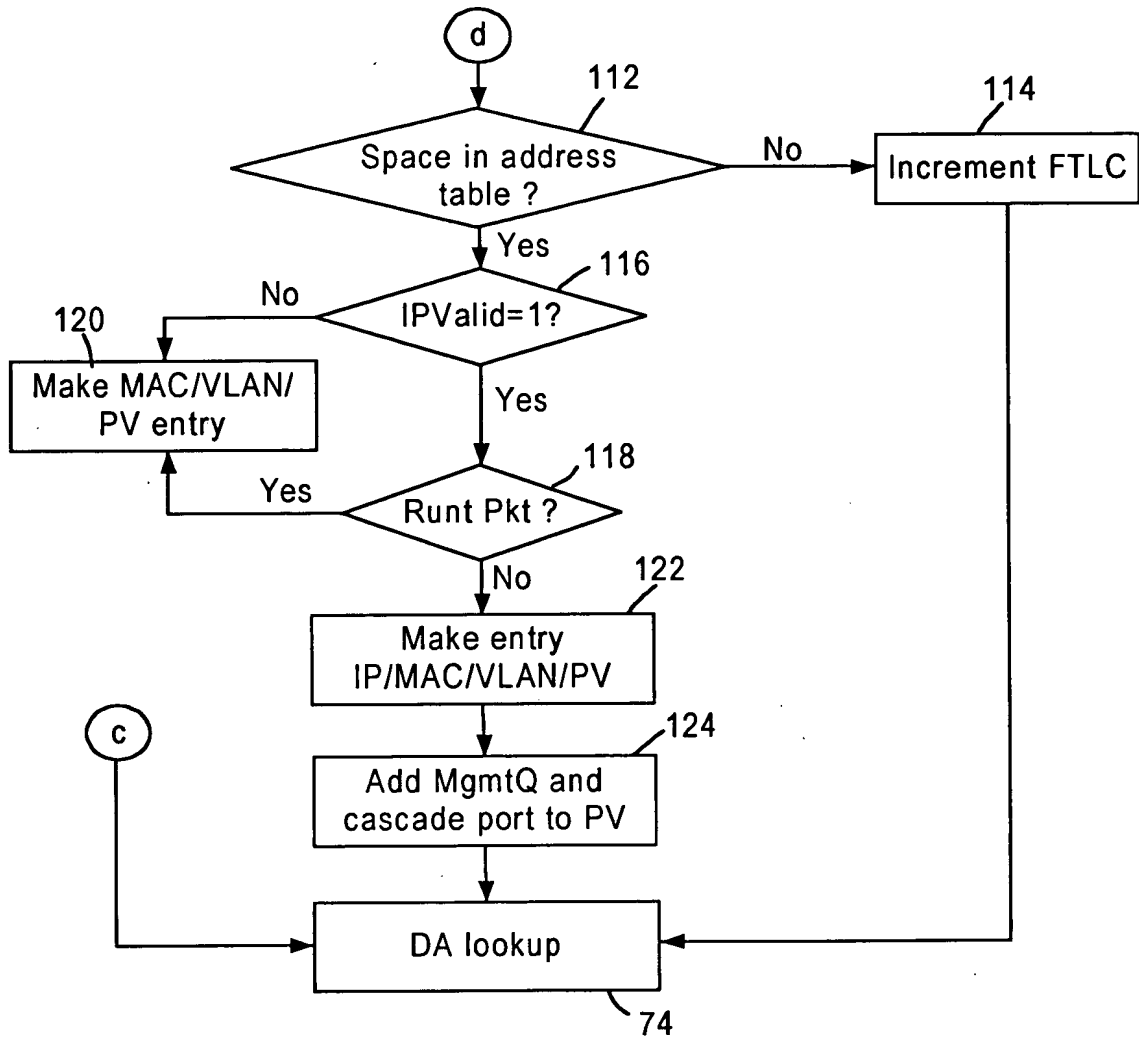 d
112
114
Space in address
table ?
No
Increment FTLC
Yes
116
No
IPValid=1?
120
Make MAC/VLAN/
PV entry
Yes
118
Yes
Runt Pkt ?
No
122
Make entry
IP/MAC/VLAN/PV
c
124
Add MgmtQ and
cascade port to PV
DA lookup
74